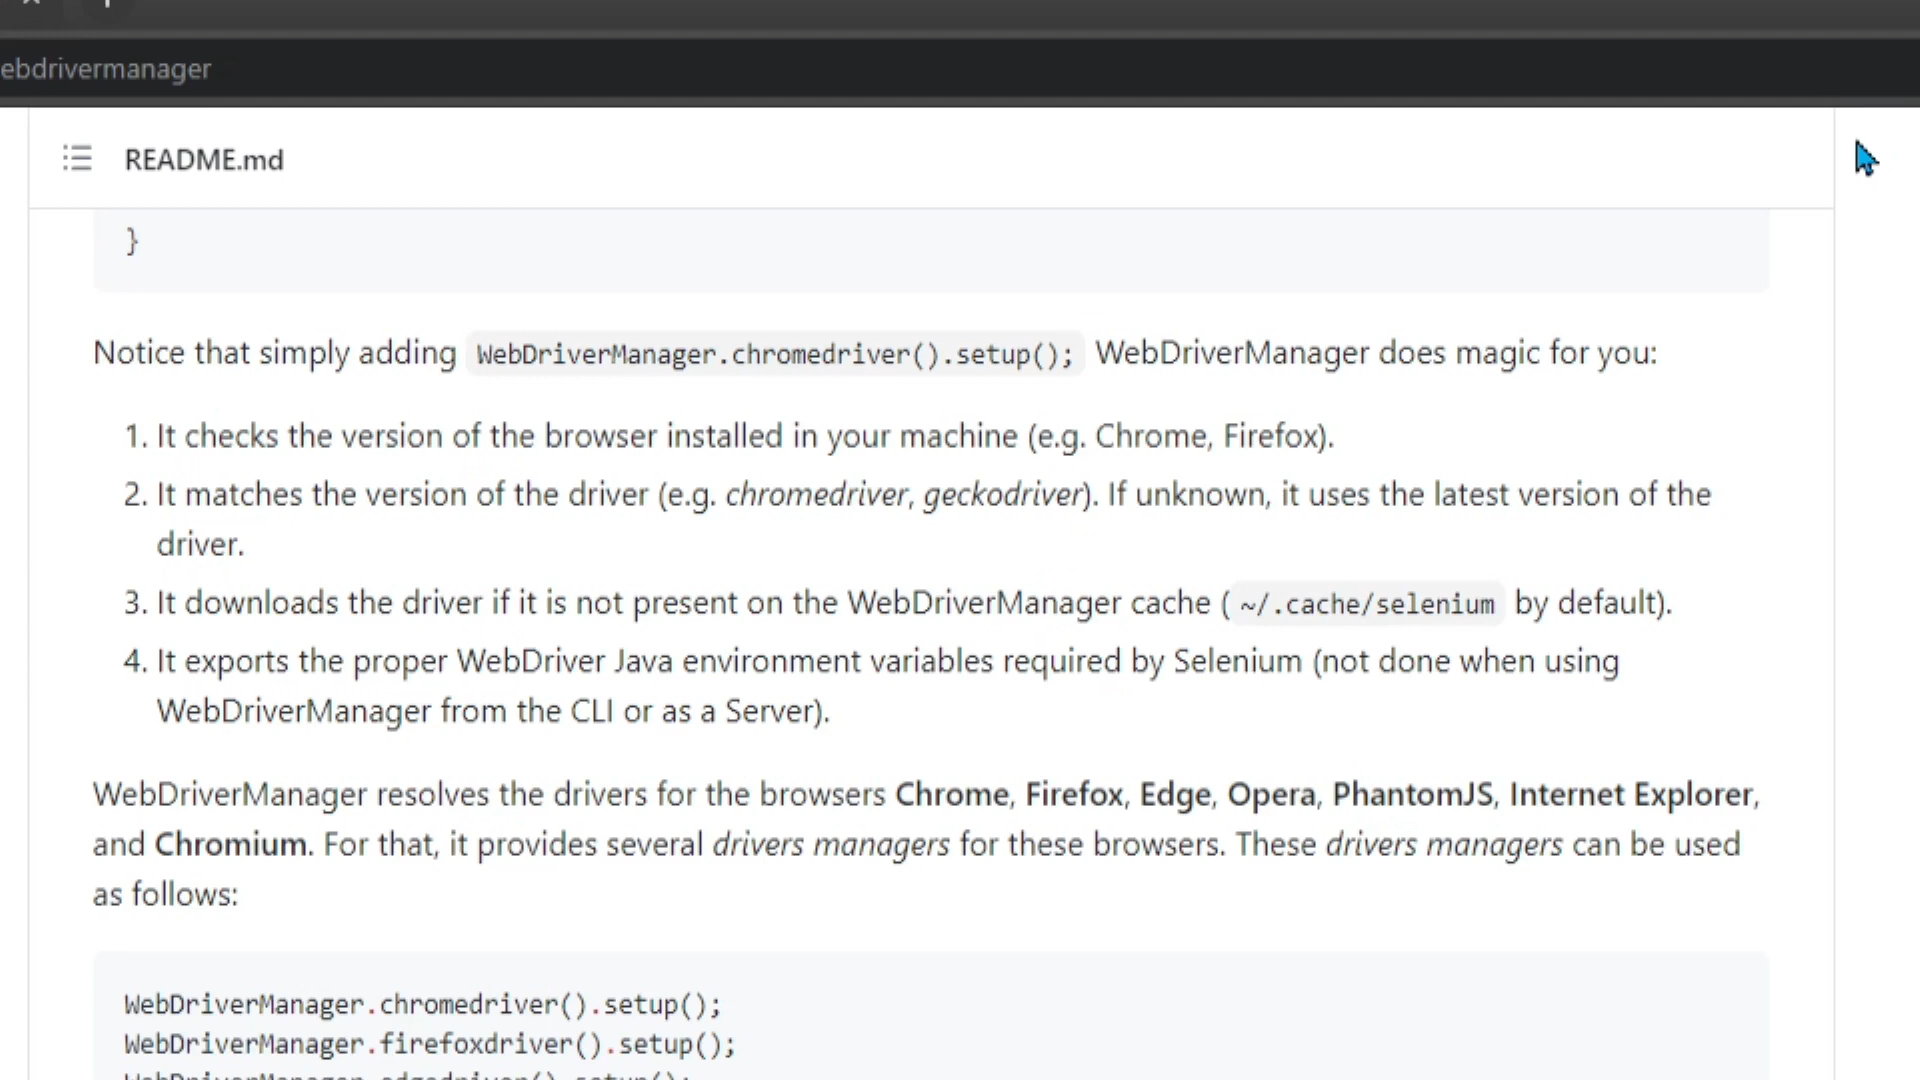 ebdrivermanager
README.md
}
Notice that simply adding WebDriverManager.chromedriver().setup(); WebDriverManager does magic for you:
1. It checks the version of the browser installed in your machine (e.g. Chrome, Firefox).
2. It matches the version of the driver (e.g. chromedriver, geckodriver). If unknown, it uses the latest version of the
driver.
3. It downloads the driver if it is not present on the WebDriverManager cache ( ~/.cache/selenium by default).
4. It exports the proper WebDriver Java environment variables required by Selenium (not done when using
WebDriverManager from the CLI or as a Server).
WebDriverManager resolves the drivers for the browsers Chrome, Firefox, Edge, Opera, PhantomJS, Internet Explorer,
and Chromium. For that, it provides several drivers managers for these browsers. These drivers managers can be used
as follows:
WebDriverManager.chromedriver().setup();
WebDriverManager.firefoxdriver().setup();
WebDriverManager.edgedriver().setup();